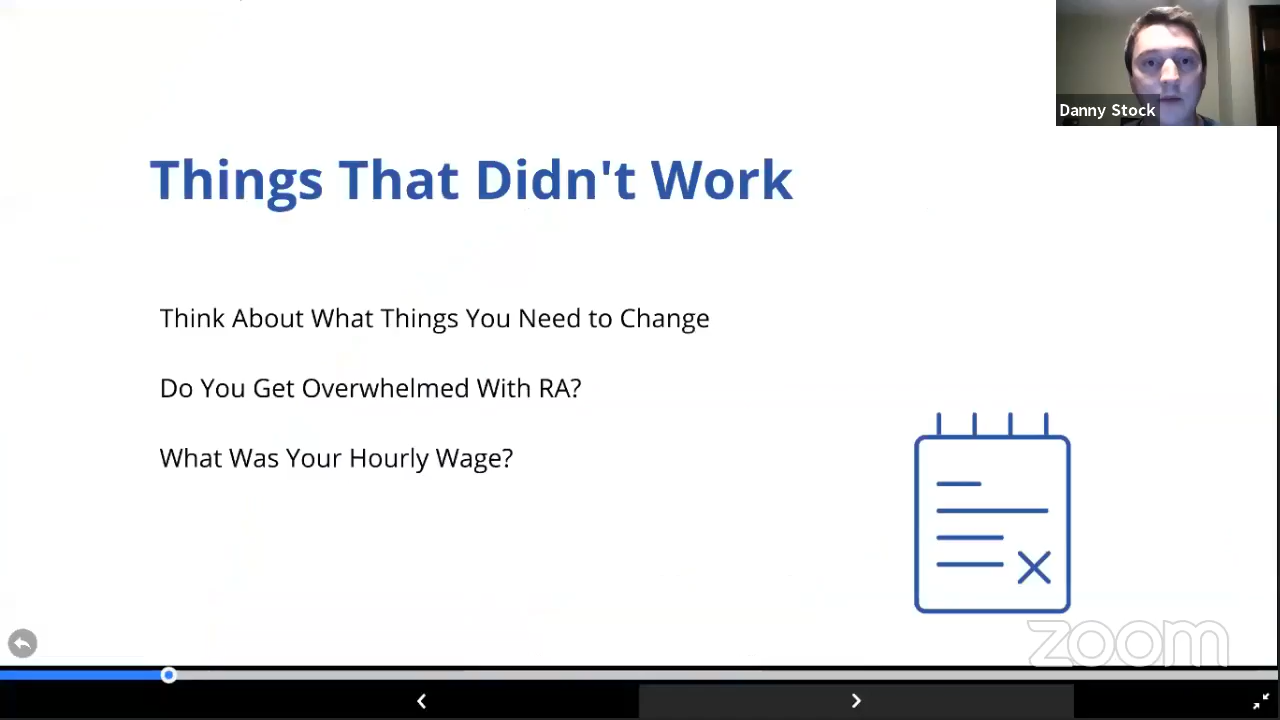 Danny Stock
Things That Didn't Work
Think About What Things You Need to Change
Do You Get Overwhelmed With RA?
What Was Your Hourly Wage?
zoom